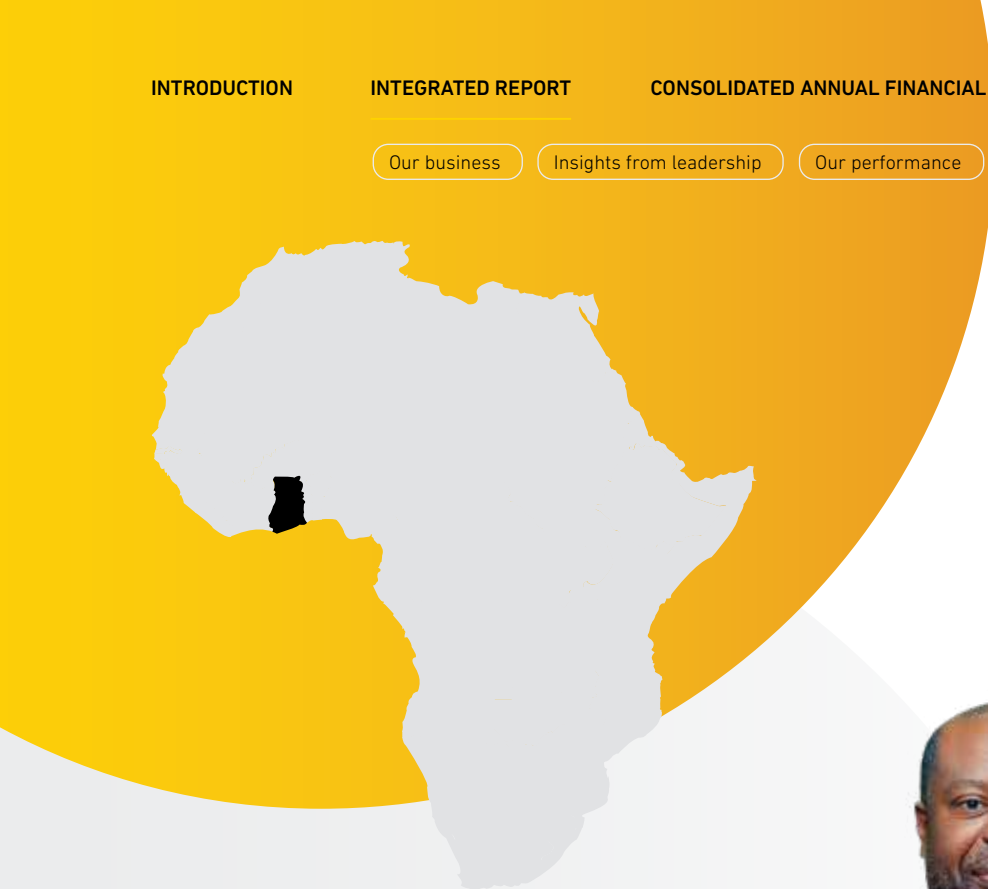 INTRODUCTION INTEGRATED REPORT CONSOLIDATED ANNUAL FINANCIAL
Our business Insights from leadership Our performance